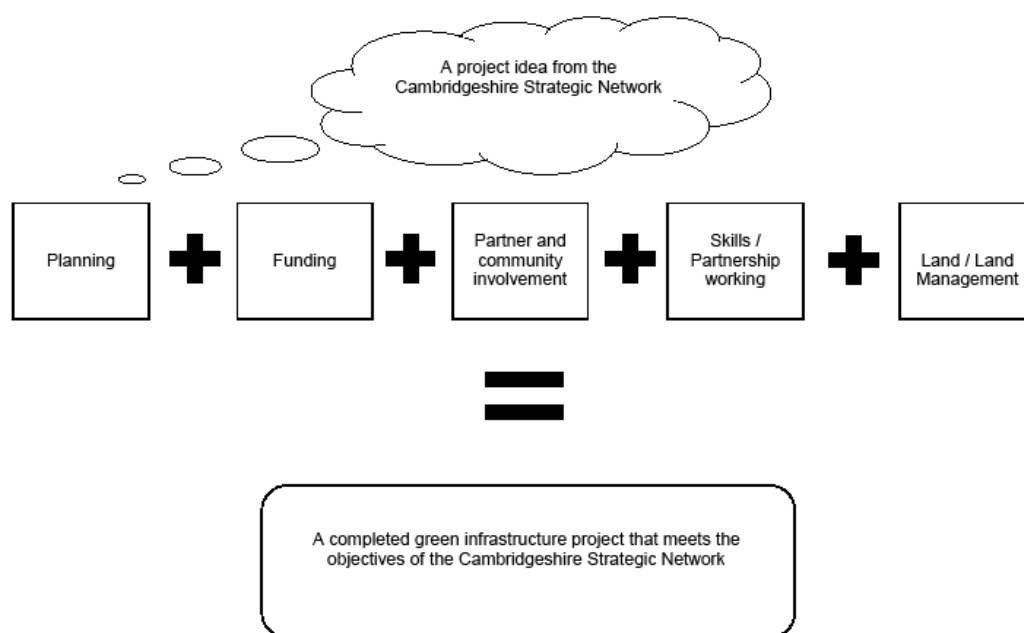 A project idea from the
Cambridgeshire Strategic Network
Planning
Funding
Partner and
community
involvement
Skills /
Partnership
working
Land / Land
Management
A completed green infrastructure project that meets the
objectives of the Cambridgeshire Strategic Network